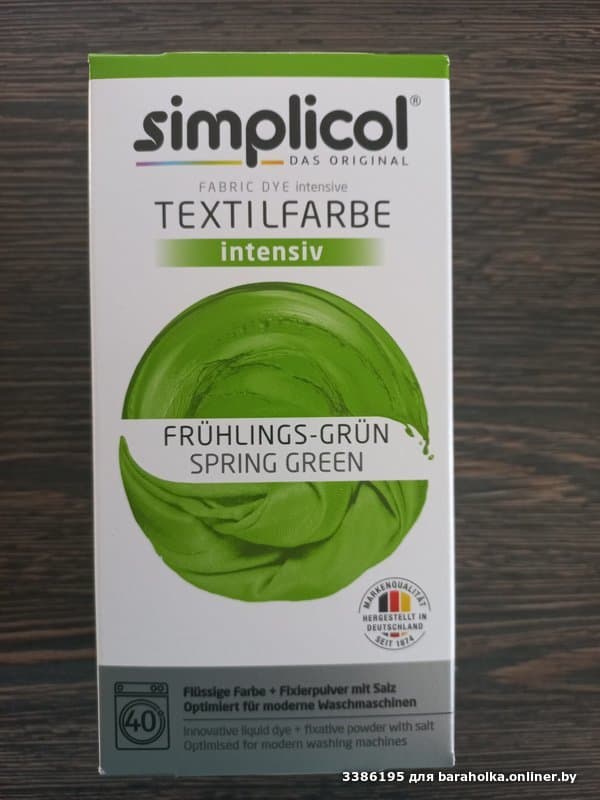 simplicol®
DAS ORIGINAL
FABRIC DYE intensive
TEXTILFARBE
intensiv
FRÜHLINGS-GRÜN
SPRING GREEN
MARKENQUALITÄT
HERGESTELLT IN
DEUTSCHLAND
SEIT 1874
40
Flüssige Farbe + Fixierpulver mit Salz
Optimiert für moderne Waschmaschinen
Innovative liquid dye + fixative powder with salt
Optimised for modern washing machines
3386195 для baraholka.onliner.by